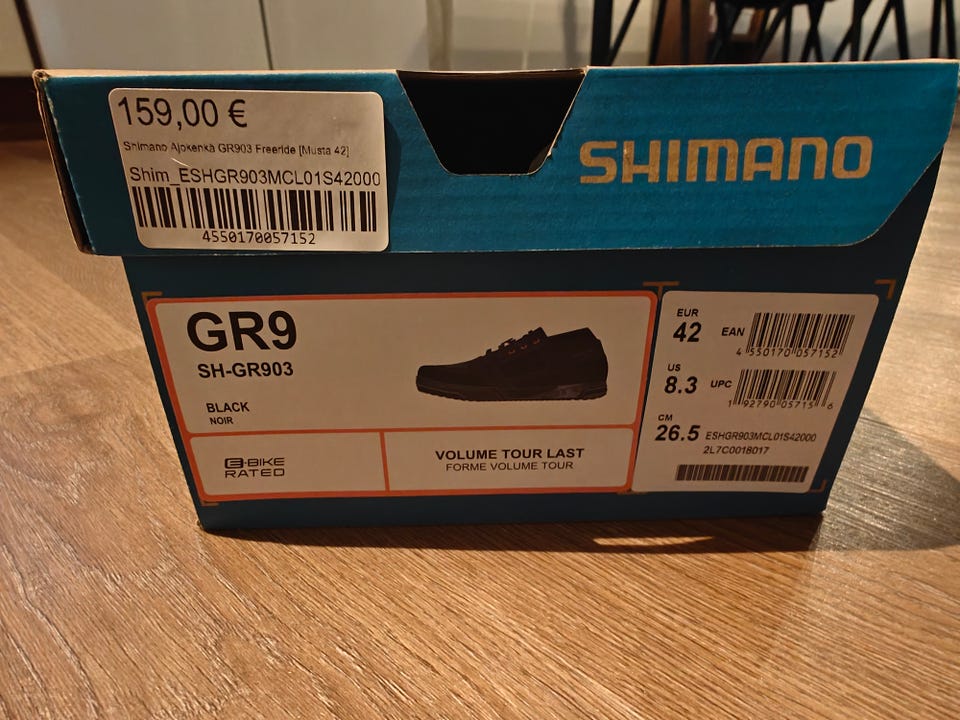 159,00 €
Shimano Ajokenkä GR903 Freeride [Musta 42]
Shim_ESHGR903MCL01S42000
4550170057152
SHIMANO
GR9
SH-GR903
BLACK
NOIR
E-BIKE
RATED
VOLUME TOUR LAST
FORME VOLUME TOUR
EUR
42
EAN
4 550170 057152
US
8.3
UPC
1 92790 05715 6
CM
26.5
ESHGR903MCL01S42000
2L7C0018017